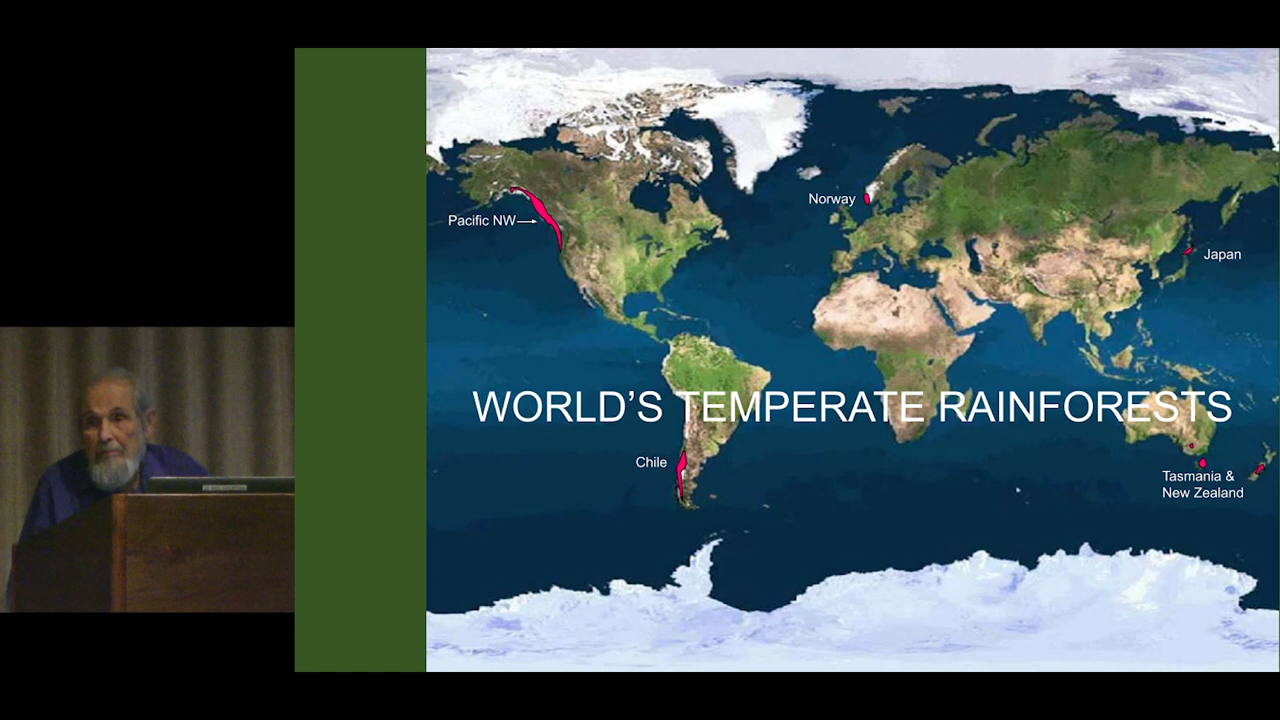 Norway
Pacific NW
Japan
WORLD'S TEMPERATE RAINFORESTS
Chile
Tasmania &
New Zealand